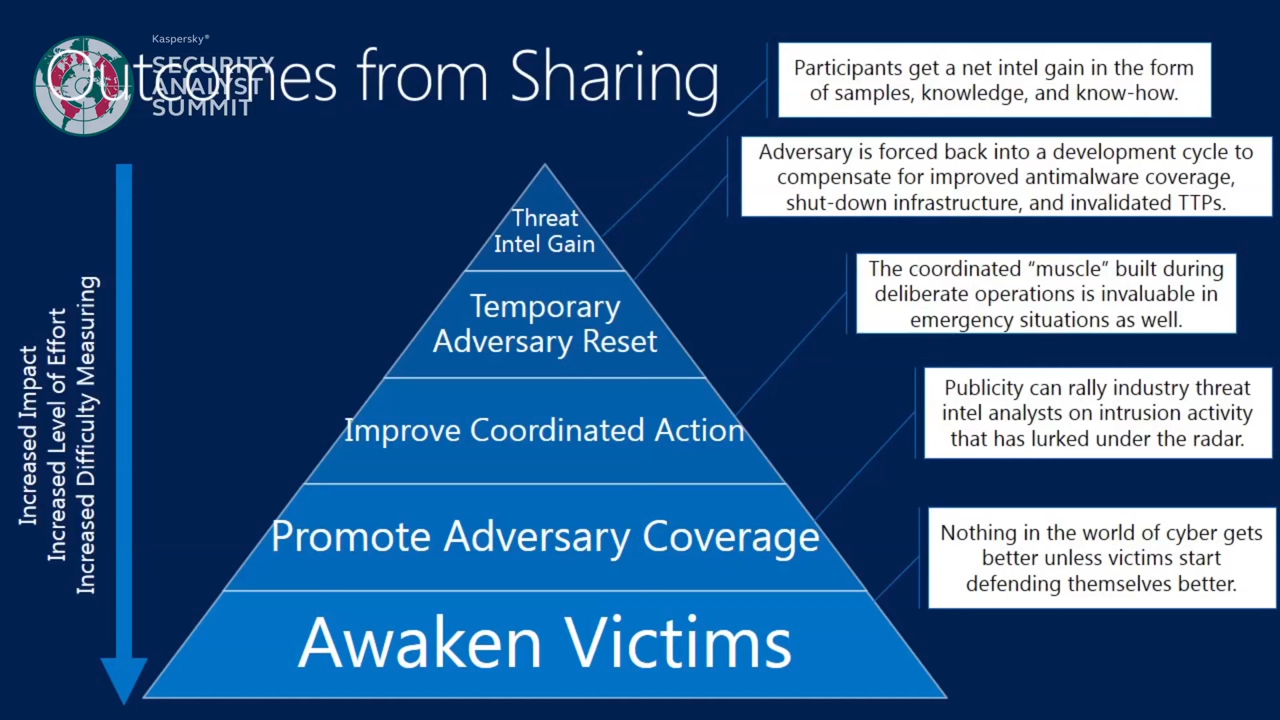 Kaspersky®
SECURITY
ANALYST
SUMMIT
Outcomes from Sharing
Participants get a net intel gain in the form
of samples, knowledge, and know-how.
Adversary is forced back into a development cycle to
compensate for improved antimalware coverage,
shut-down infrastructure, and invalidated TTPs.
The coordinated “muscle” built during
deliberate operations is invaluable in
emergency situations as well.
Publicity can rally industry threat
intel analysts on intrusion activity
that has lurked under the radar.
Nothing in the world of cyber gets
better unless victims start
defending themselves better.
Threat
Intel Gain
Temporary
Adversary Reset
Improve Coordinated Action
Promote Adversary Coverage
Awaken Victims
Increased Impact
Increased Level of Effort
Increased Difficulty Measuring